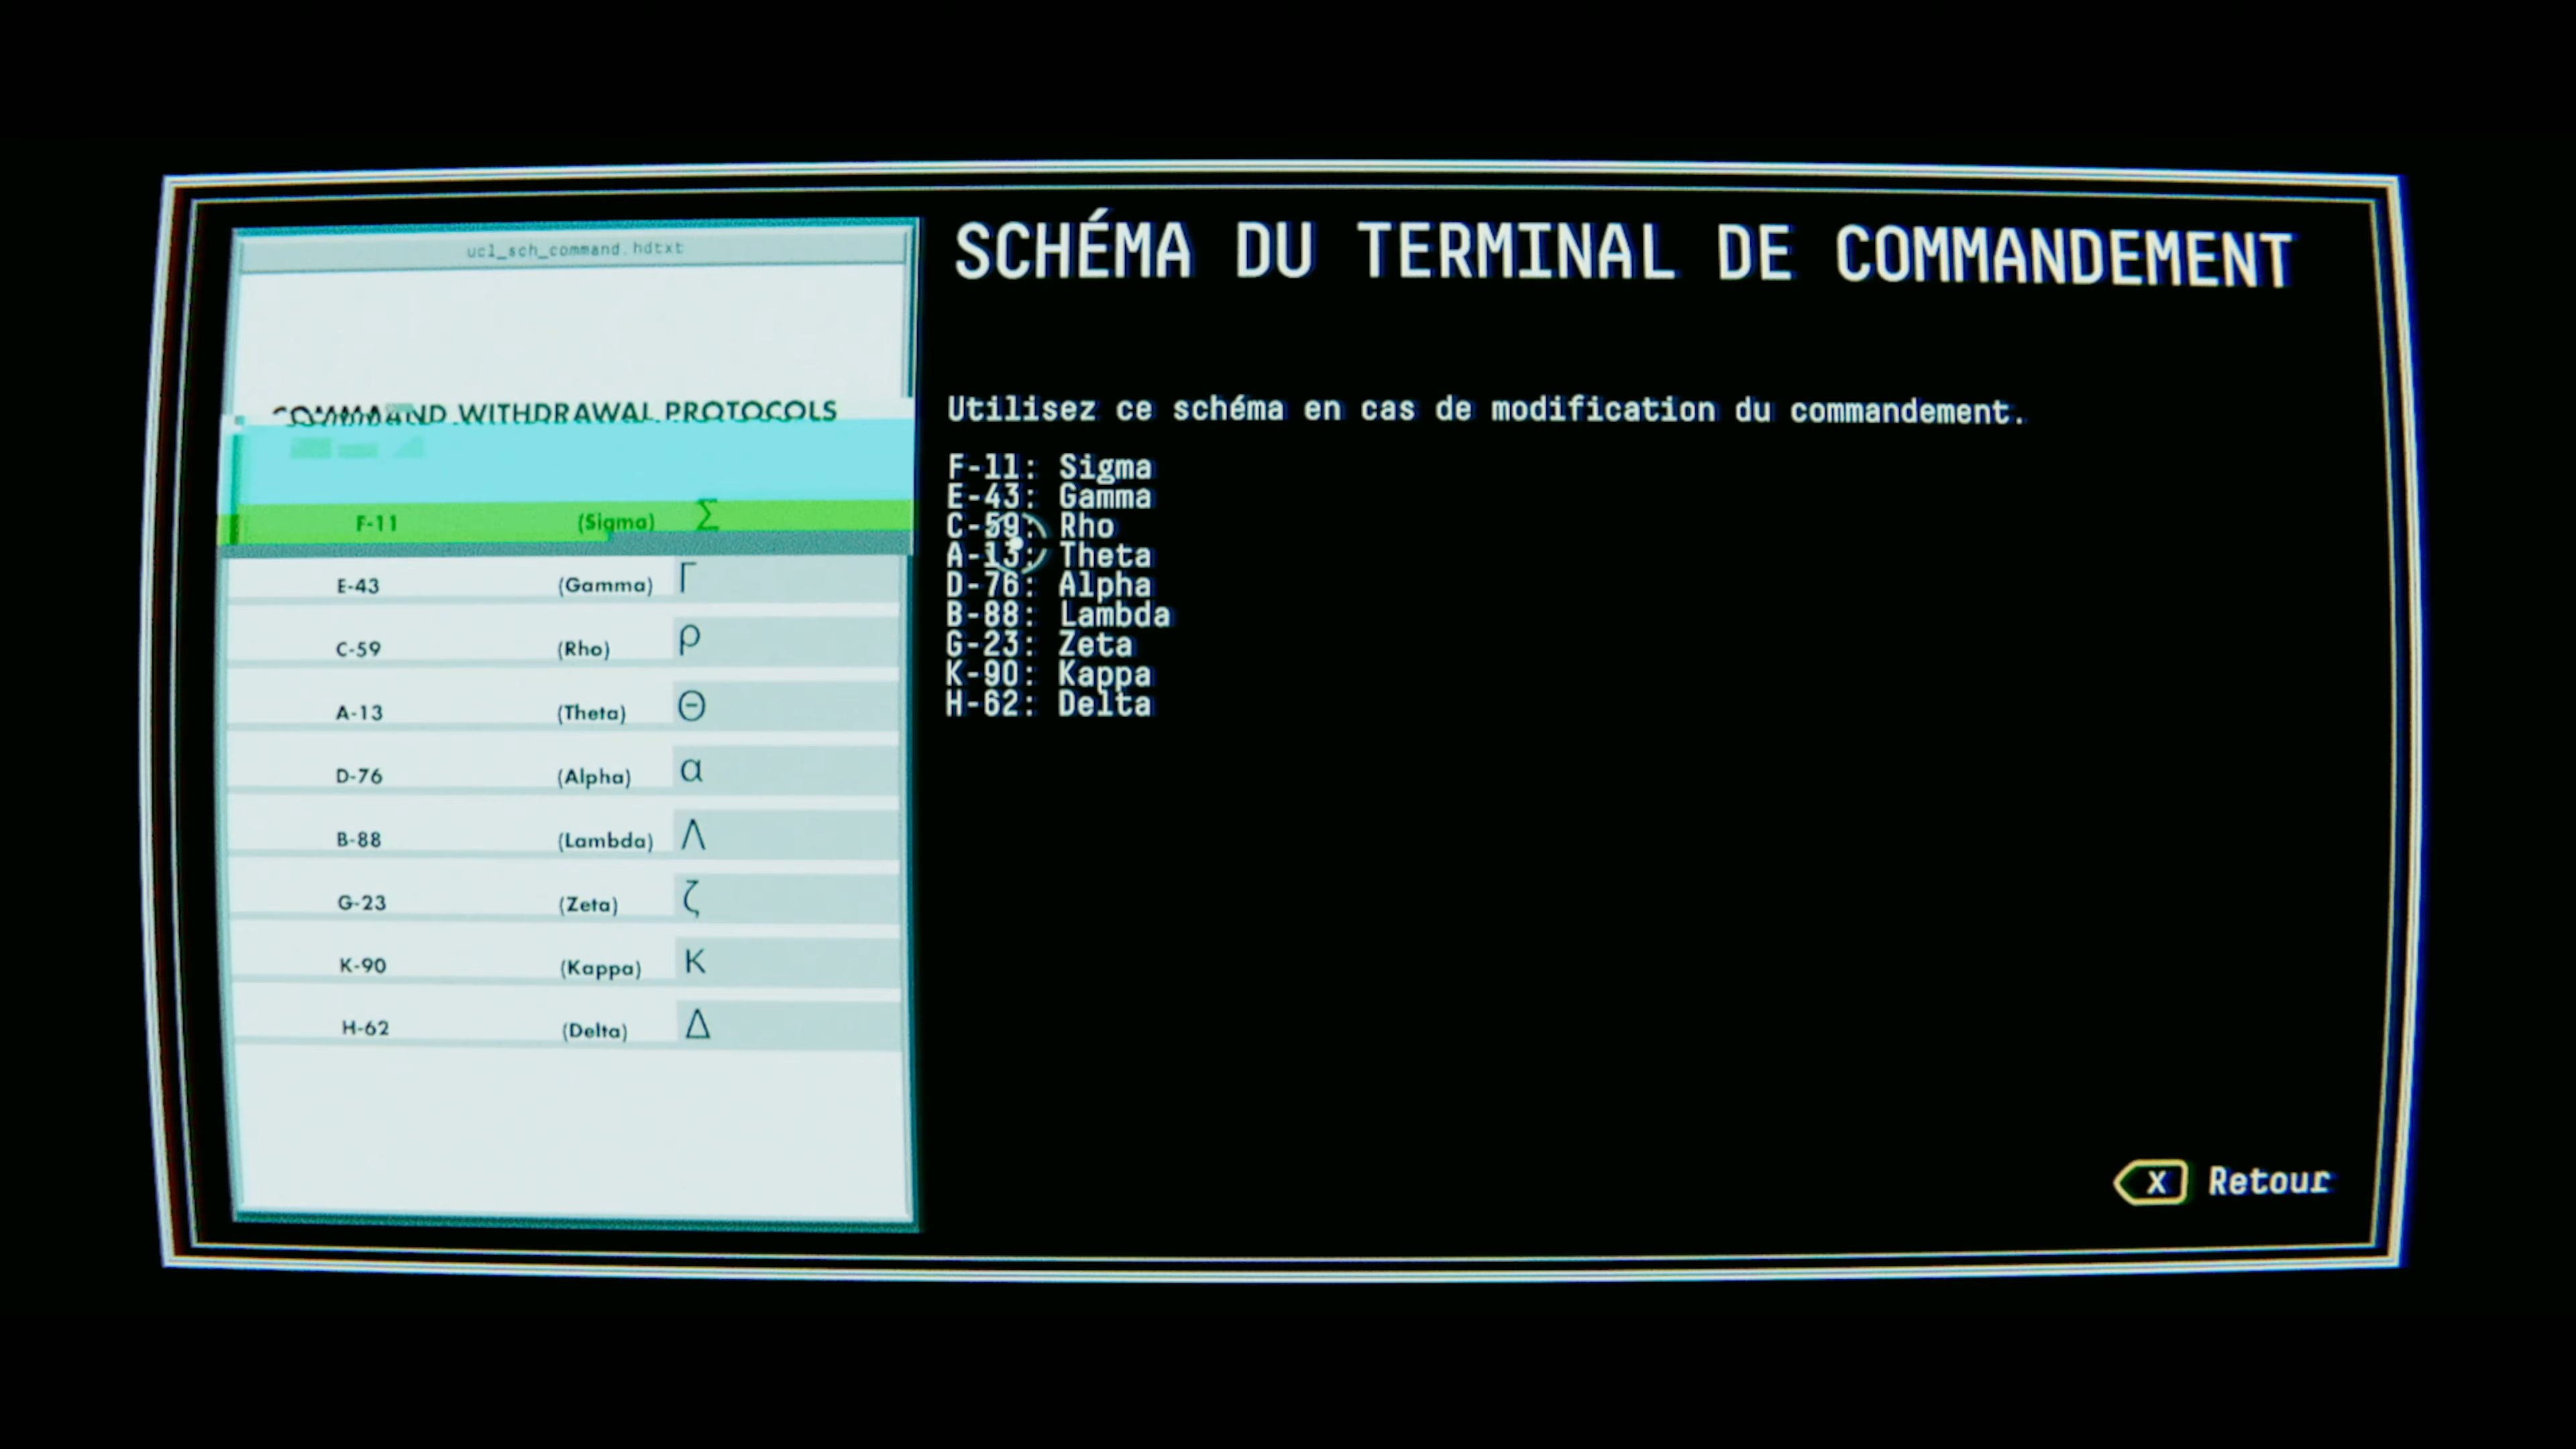 ucl_sch_command.hdtxt
COMMAND WITHDRAWAL PROTOCOLS
F-11 (Sigma) Σ
E-43 (Gamma) Γ
C-59 (Rho) ρ
A-13 (Theta) Θ
D-76 (Alpha) α
B-88 (Lambda) Λ
G-23 (Zeta) ζ
K-90 (Kappa) K
H-62 (Delta) Δ
SCHÉMA DU TERMINAL DE COMMANDEMENT
Utilisez ce schéma en cas de modification du commandement.
F-11: Sigma
E-43: Gamma
C-59: Rho
A-13: Theta
D-76: Alpha
B-88: Lambda
G-23: Zeta
K-90: Kappa
H-62: Delta
X Retour